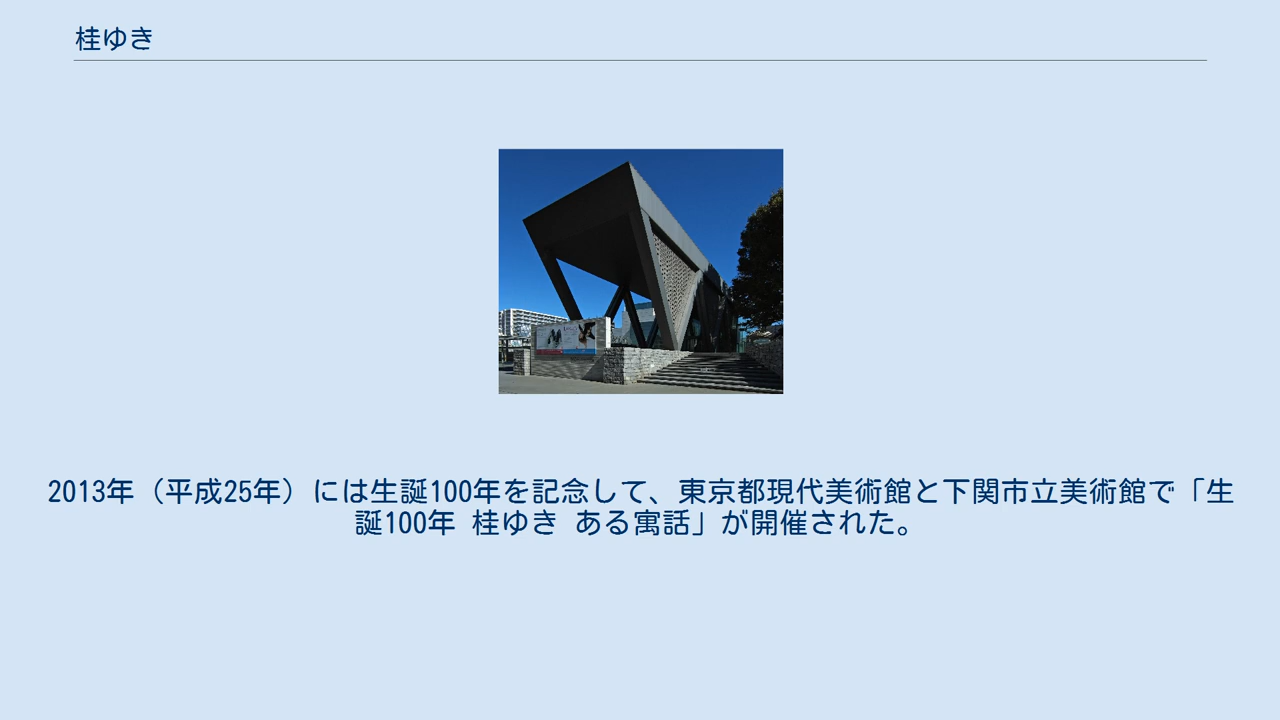 桂ゆき
2013年（平成25年）には生誕100年を記念して、東京都現代美術館と下関市立美術館で「生
誕100年 桂ゆき ある寓話」が開催された。